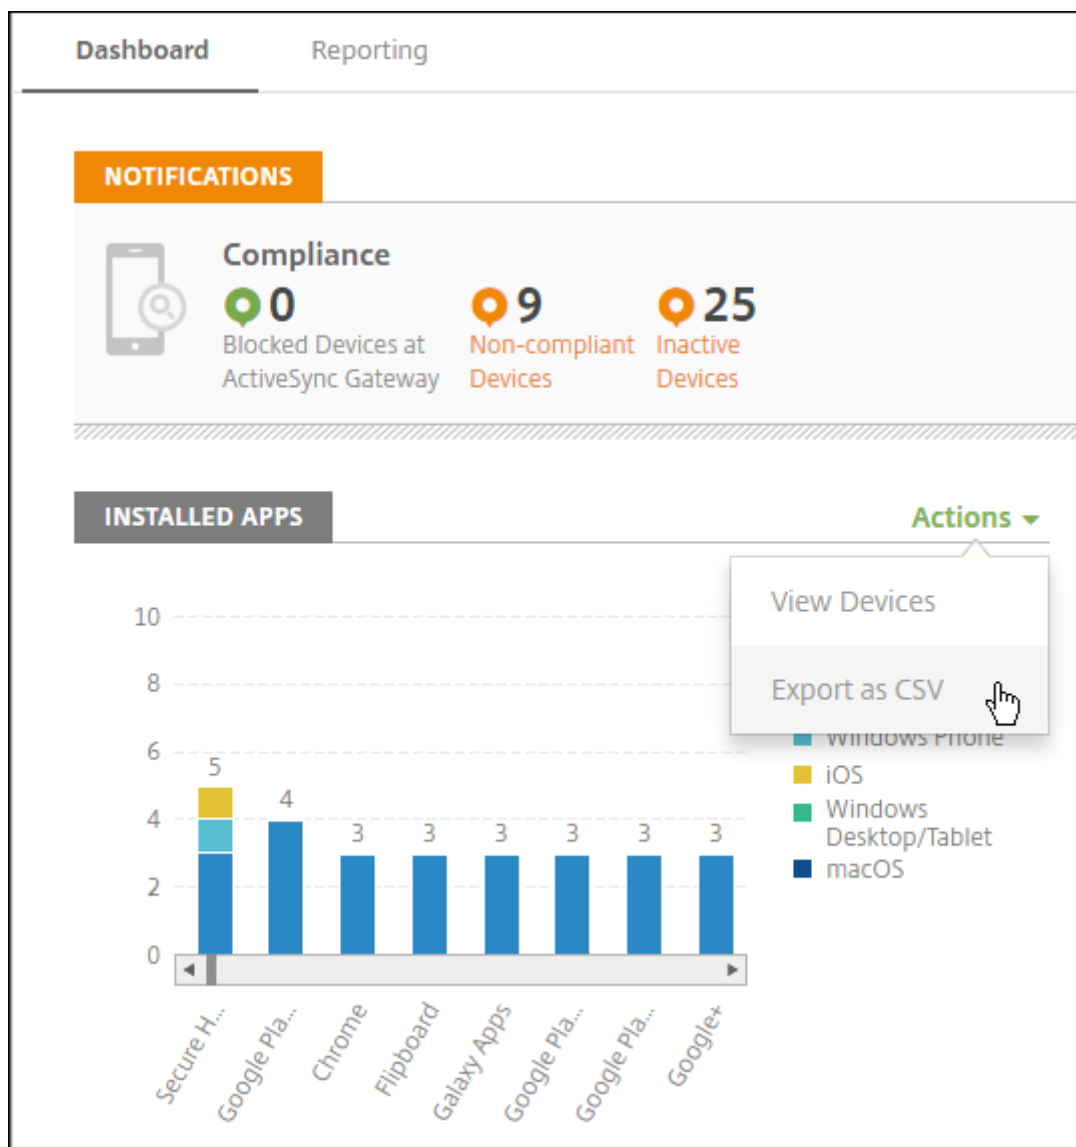 Dashboard Reporting
NOTIFICATIONS
Compliance
0 9 25
Blocked Devices at Non-compliant Inactive
ActiveSync Gateway Devices Devices
INSTALLED APPS Actions
View Devices
Export as CSV
10
8
6
4
2
0
5
4
3
3
3
3
3
3
Windows Phone
iOS
Windows
Desktop/Tablet
macOS
Secure H...
Google Pla...
Chrome
Flipboard
Galaxy Apps
Google Pla...
Google Pla...
Google+